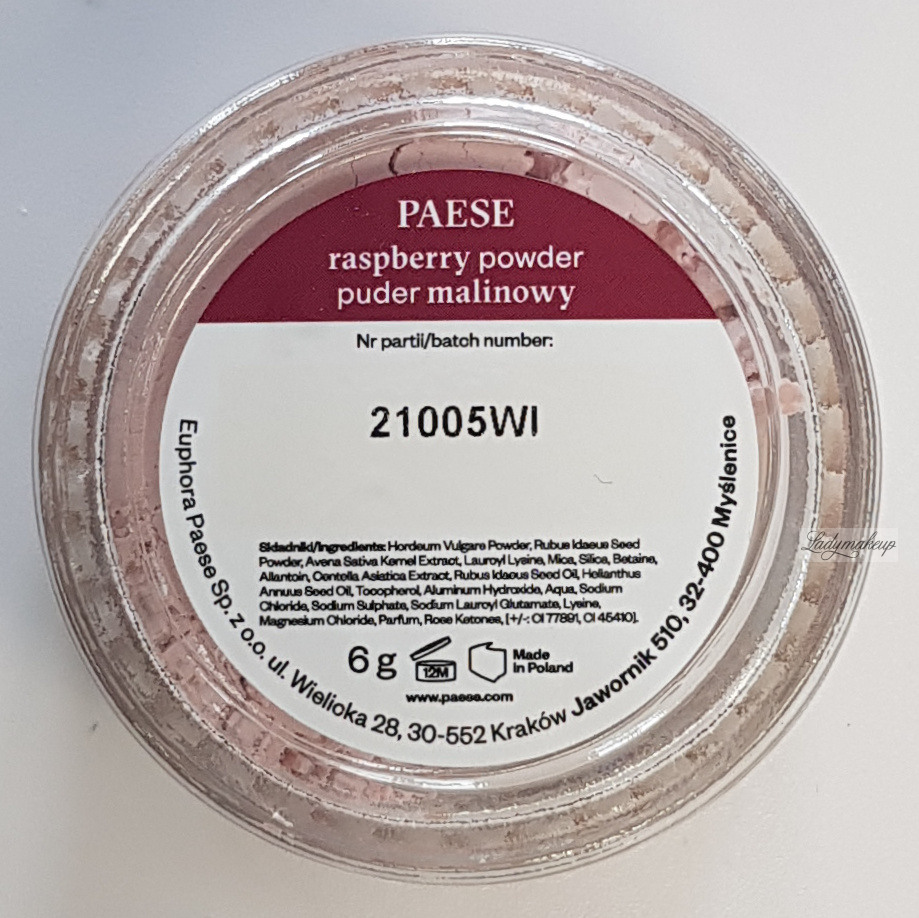 PAESE
raspberry powder
puder malinowy
Nr partii/batch number:
21005WI
Składniki/Ingredients: Hordeum Vulgare Powder, Rubus Idaeus Seed
Powder, Avena Sativa Kernel Extract, Lauroyl Lysine, Mica, Silica, Betaine,
Allantoin, Centella Asiatica Extract, Rubus Idaeus Seed Oil, Helianthus
Annuus Seed Oil, Tocopherol, Aluminum Hydroxide, Aqua, Sodium
Chloride, Sodium Sulphate, Sodium Lauroyl Glutamate, Lysine,
Magnesium Chloride, Parfum, Rose Ketones, [+/-: CI 77891, CI 45410].
6 g
12M
Made
in Poland
www.paese.com
Euphora Paese Sp. z o.o. ul. Wielicka 28, 30-552 Kraków Jawornik 510, 32-400 Myślenice
Ladymakeup